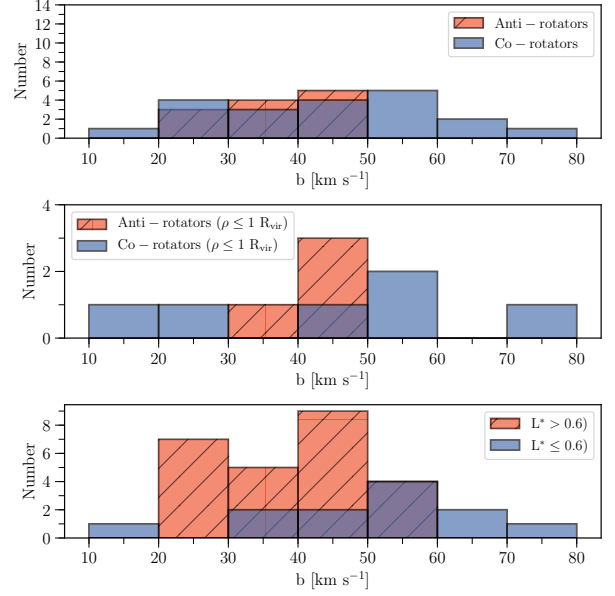 14
12
10
8
6
4
2
0
Number
Anti − rotators
Co − rotators
10 20 30 40 50 60 70 80
b [km s⁻¹]
4
2
0
Number
Anti − rotators (ρ ≤ 1 Rvir)
Co − rotators (ρ ≤ 1 Rvir)
10 20 30 40 50 60 70 80
b [km s⁻¹]
8
6
4
2
0
Number
L* > 0.6)
L* ≤ 0.6)
10 20 30 40 50 60 70 80
b [km s⁻¹]